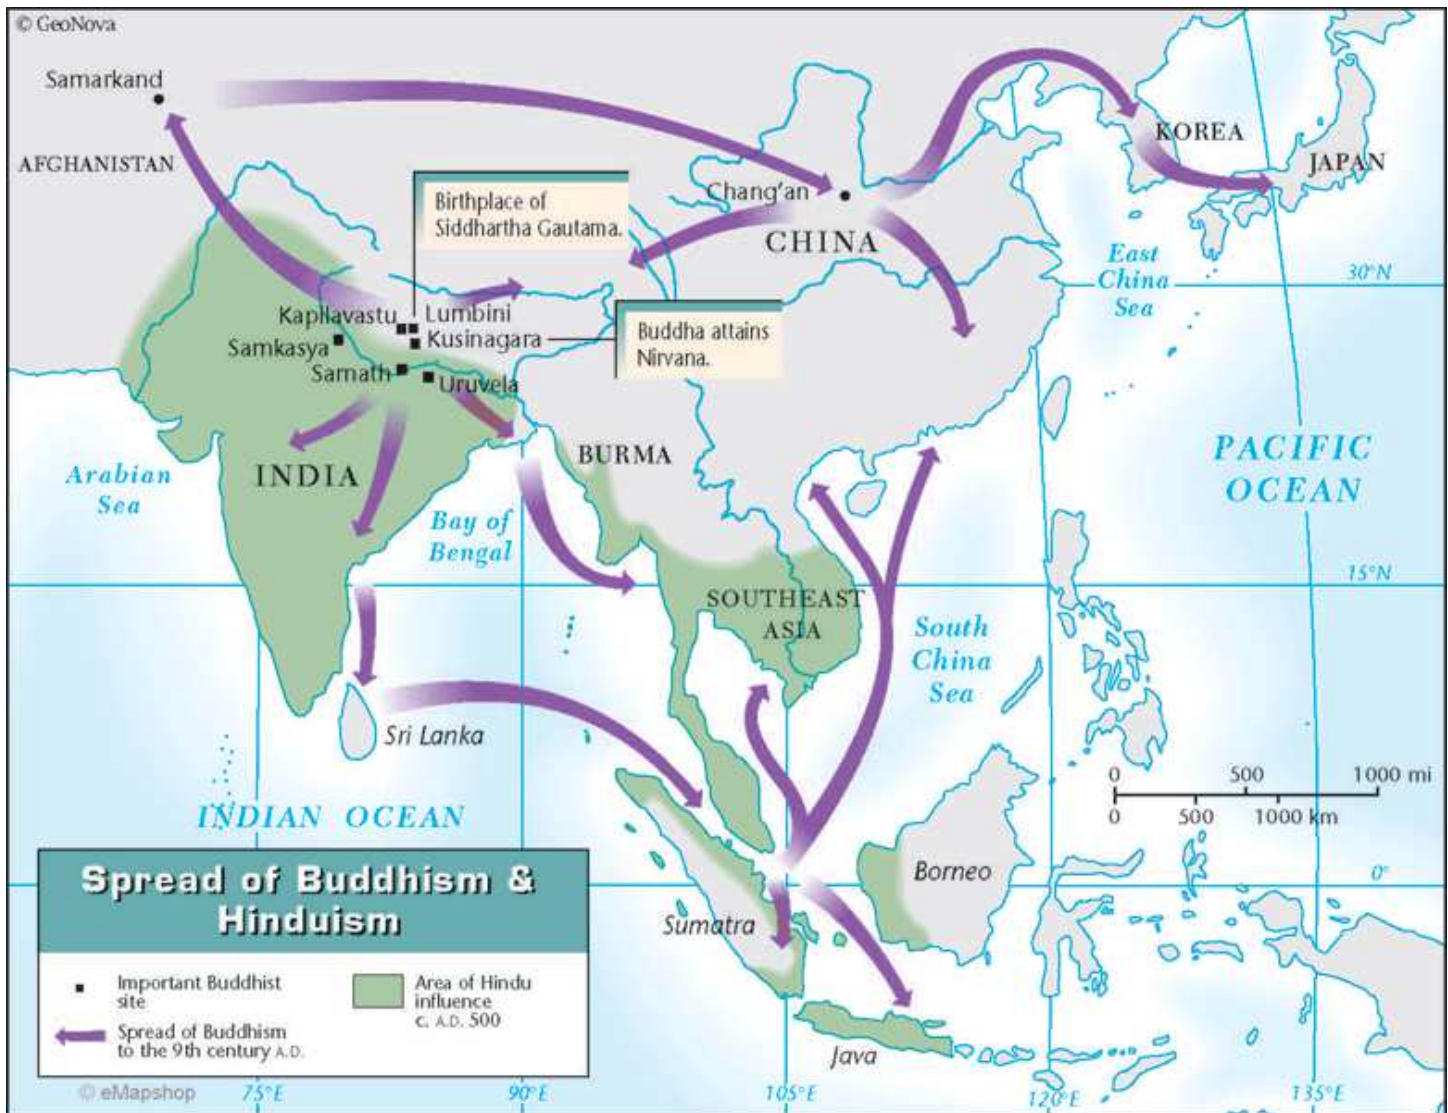 © GeoNova
Samarkand
AFGHANISTAN
KOREA
JAPAN
Chang'an
CHINA
Birthplace of
Siddhartha Gautama.
East
China
Sea
30°N
Kapilavastu
Lumbini
Kusinagara
Samkasya
Sarnath
Uruvela
Buddha attains
Nirvana.
Arabian
Sea
INDIA
BURMA
PACIFIC
OCEAN
Bay of
Bengal
15°N
SOUTHEAST
ASIA
South
China
Sea
Sri Lanka
INDIAN OCEAN
0 500 1000 mi
0 500 1000 km
Borneo
0°
Sumatra
Java
Spread of Buddhism &
Hinduism
Important Buddhist
site
Spread of Buddhism
to the 9th century A.D.
Area of Hindu
influence
c. A.D. 500
© eMapshop
75°E
90°E
105°E
120°E
135°E